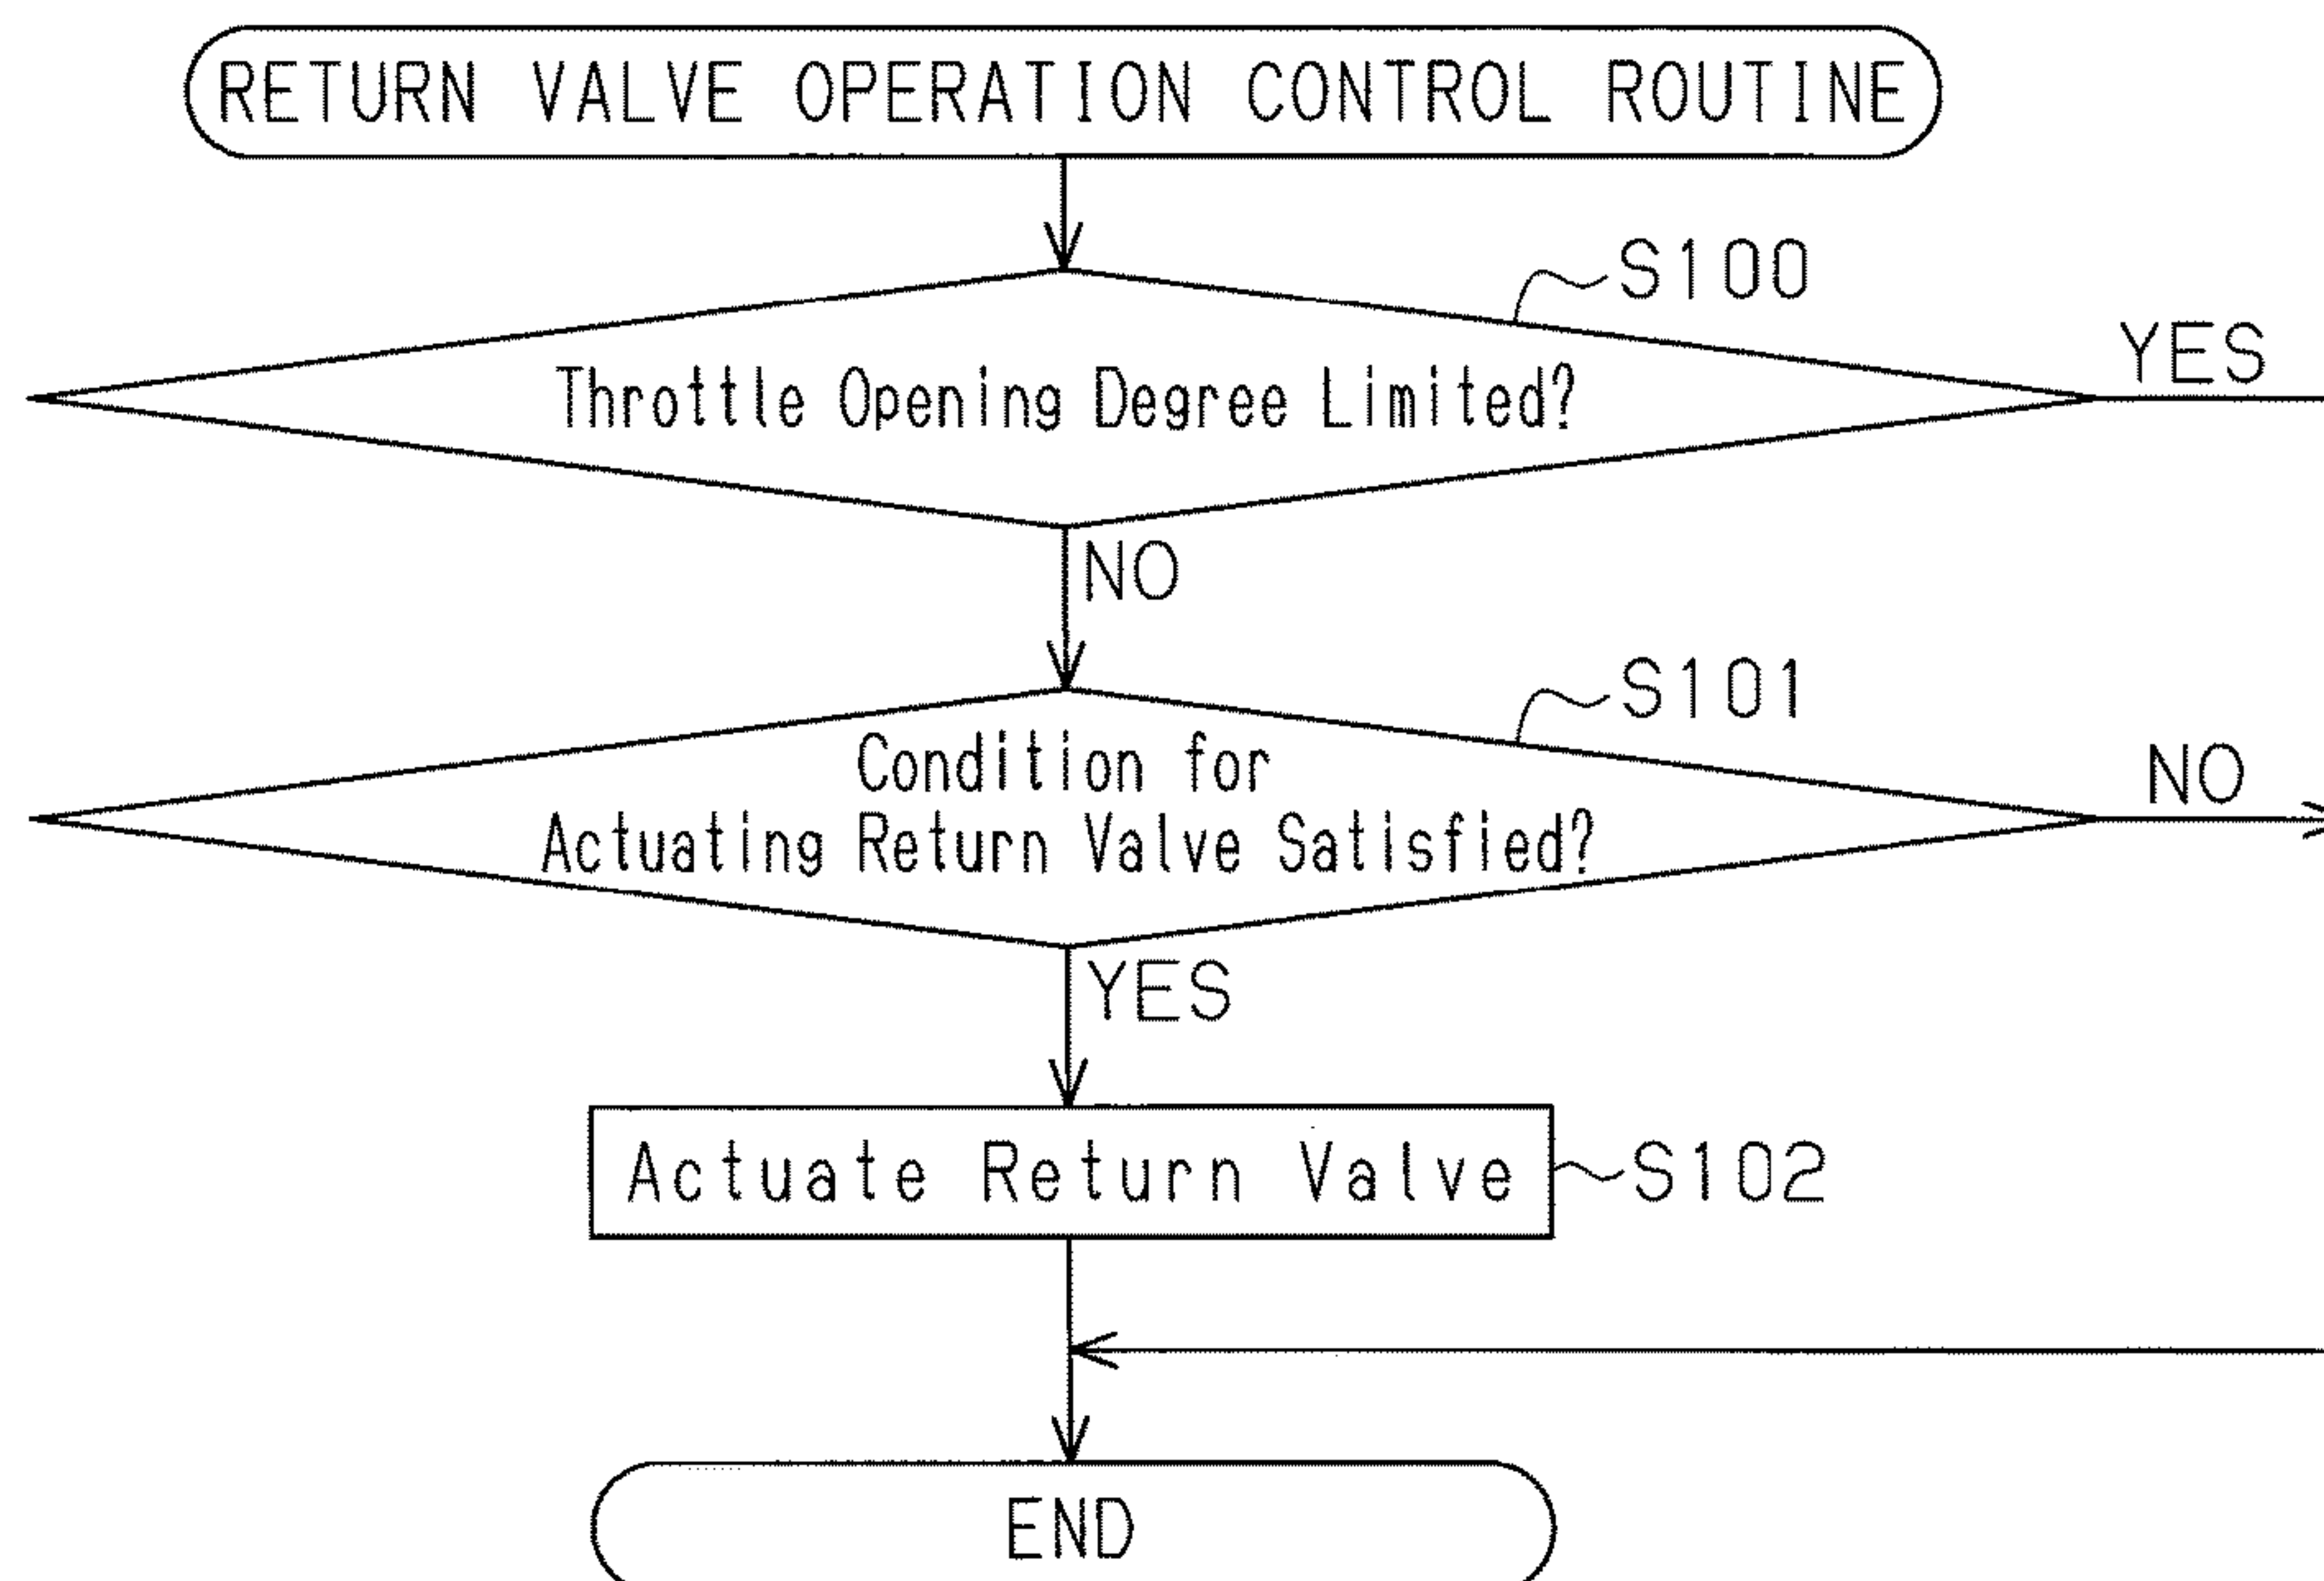 RETURN VALVE OPERATION CONTROL ROUTINE
S100
YES
Throttle Opening Degree Limited?
NO
S101
Condition for
NO
Actuating Return Valve Satisfied?
YES
Actuate Return Valve
S102
END